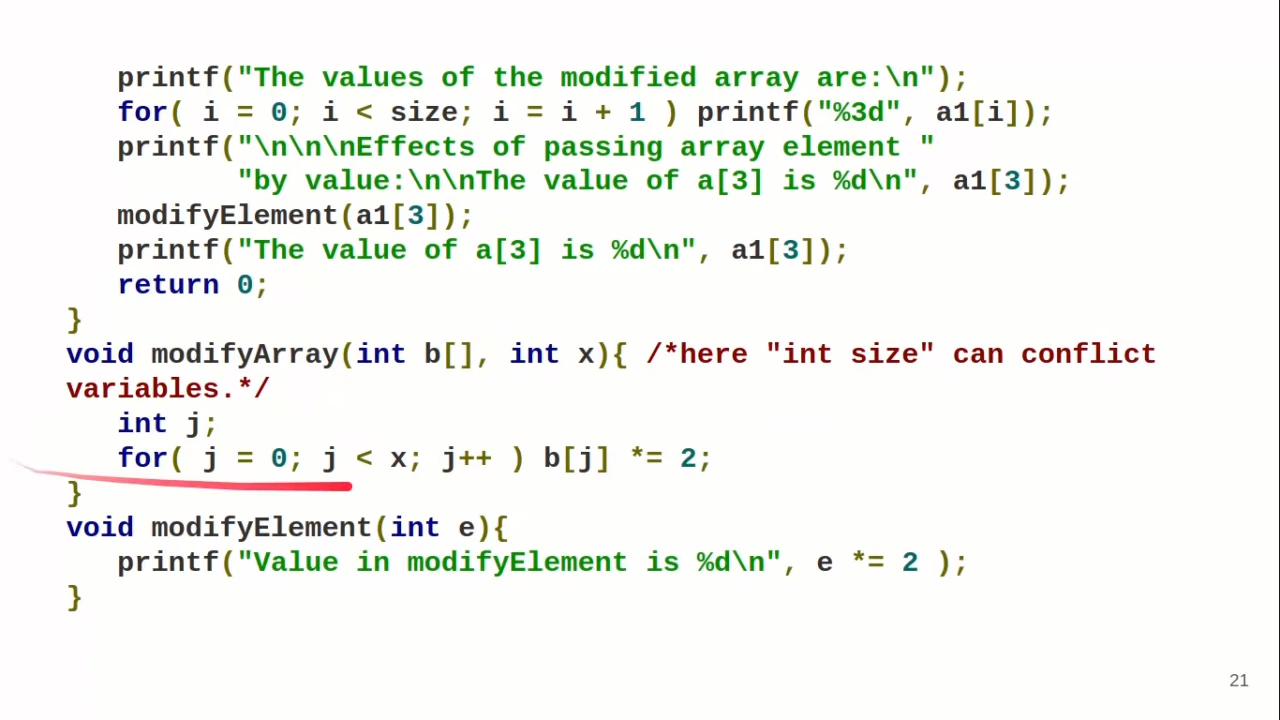 printf("The values of the modified array are:\n");
for( i = 0; i < size; i = i + 1 ) printf("%3d", a1[i]);
printf("\n\n\nEffects of passing array element "
"by value:\n\nThe value of a[3] is %d\n", a1[3]);
modifyElement(a1[3]);
printf("The value of a[3] is %d\n", a1[3]);
return 0;
}
void modifyArray(int b[], int x){ /*here "int size" can conflict
variables.*/
int j;
for( j = 0; j < x; j++ ) b[j] *= 2;
}
void modifyElement(int e){
printf("Value in modifyElement is %d\n", e *= 2 );
}
21